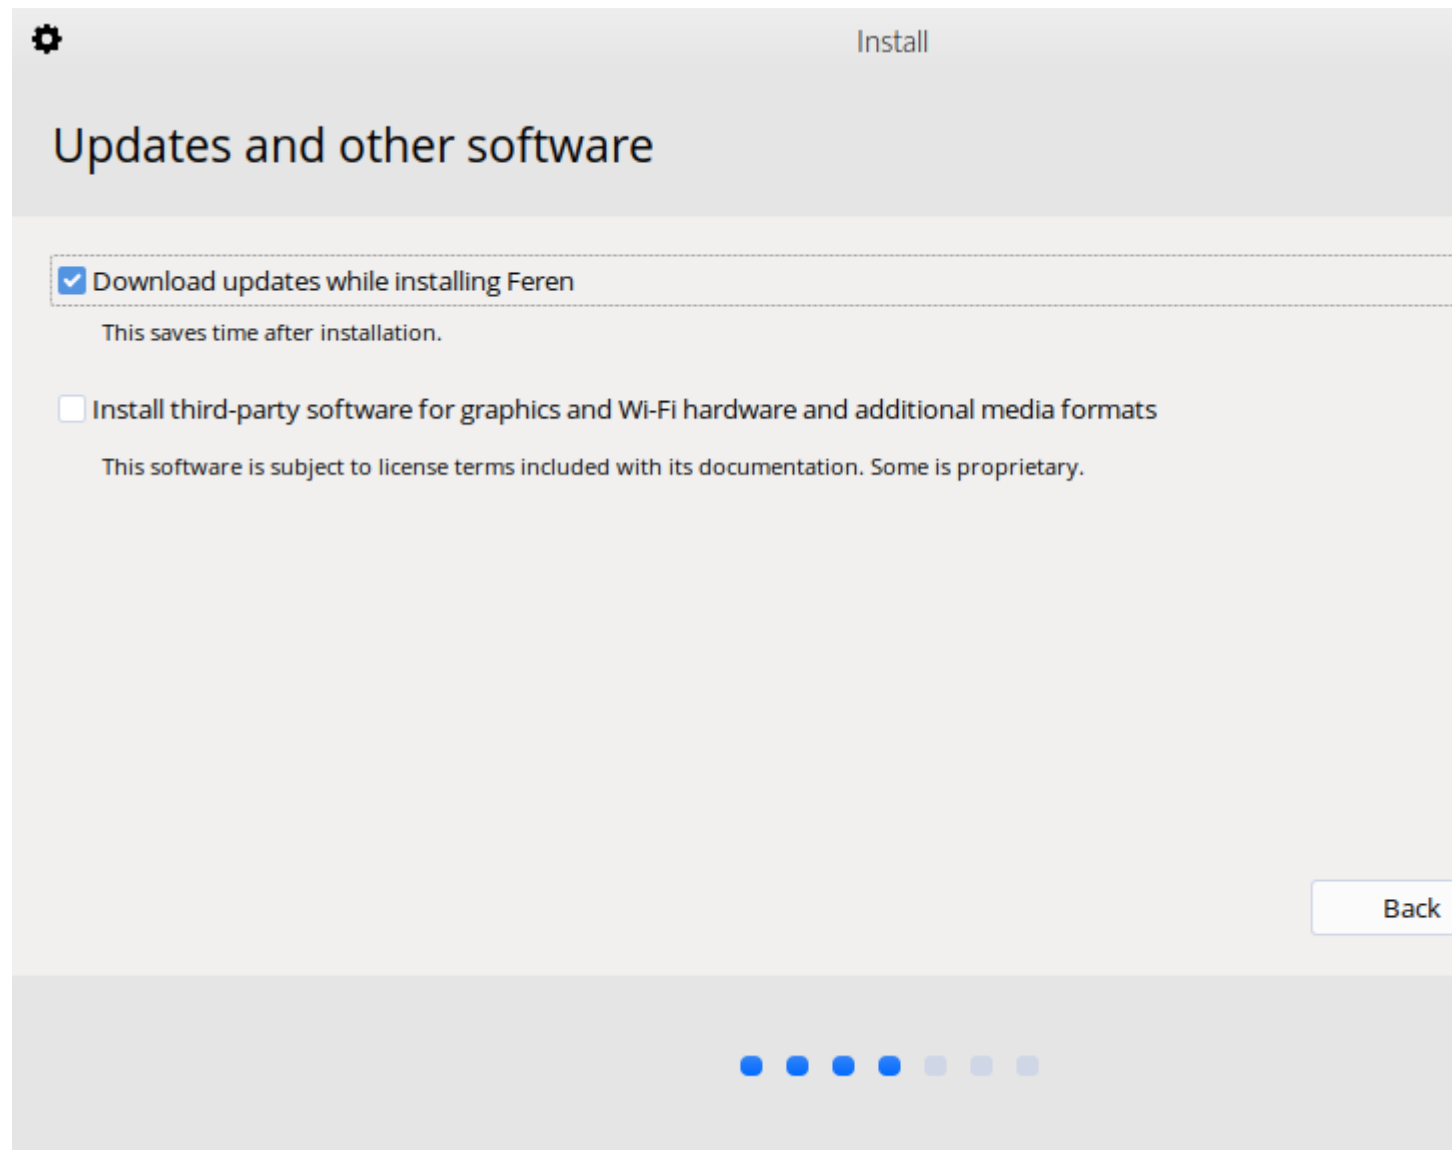 Install
Updates and other software
Download updates while installing Feren
This saves time after installation.
Install third-party software for graphics and Wi-Fi hardware and additional media formats
This software is subject to license terms included with its documentation. Some is proprietary.
Back